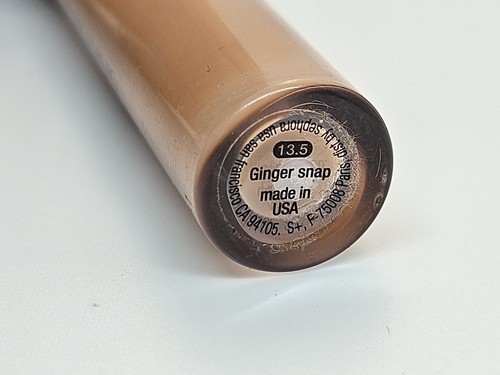 13.5
Ginger snap
made in
USA
dist by sephora usa san francisco CA 94105. S+, F-75008 Paris.